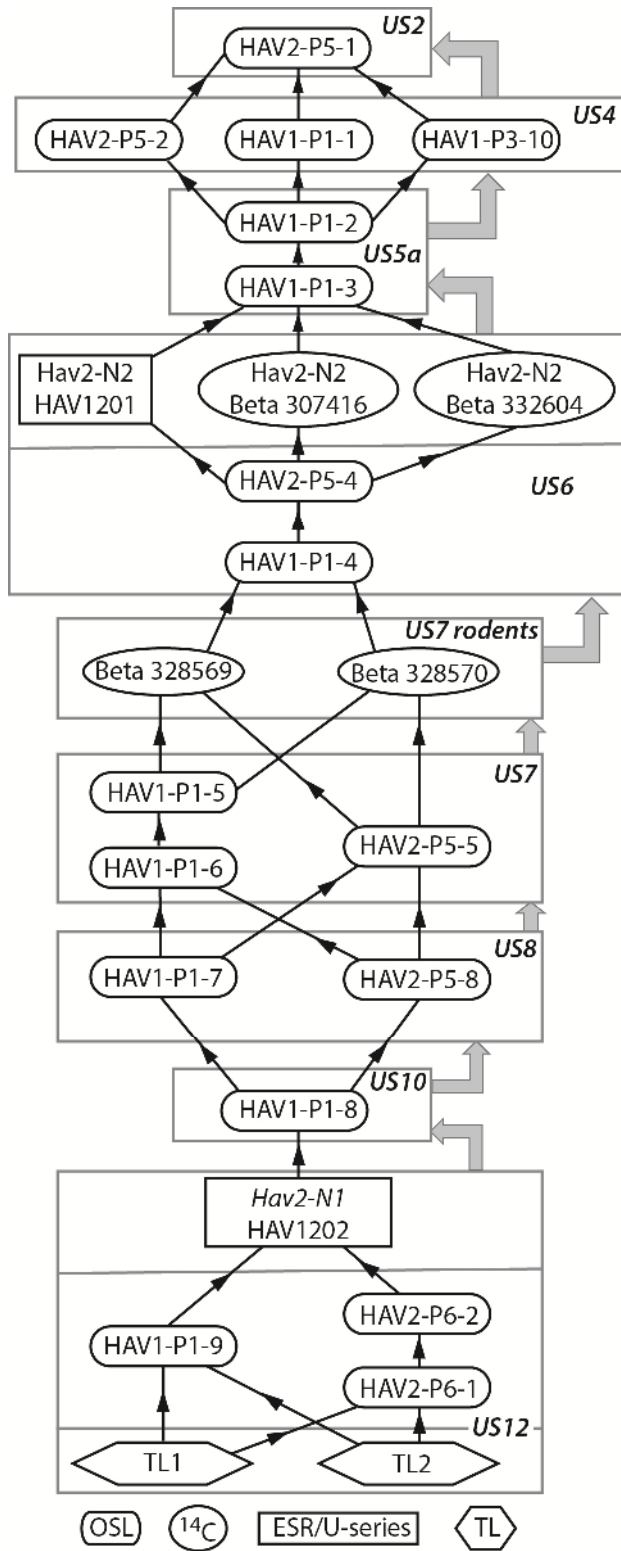 US2
HAV2-P5-1
US4
HAV2-P5-2
HAV1-P1-1
HAV1-P3-10
HAV1-P1-2
US5a
HAV1-P1-3
Hav2-N2
HAV1201
Hav2-N2
Beta 307416
Hav2-N2
Beta 332604
HAV2-P5-4
US6
HAV1-P1-4
US7 rodents
Beta 328569
Beta 328570
US7
HAV1-P1-5
HAV2-P5-5
HAV1-P1-6
US8
HAV1-P1-7
HAV2-P5-8
US10
HAV1-P1-8
Hav2-N1
HAV1202
HAV2-P6-2
HAV1-P1-9
HAV2-P6-1
US12
TL1
TL2
OSL
14C
ESR/U-series
TL